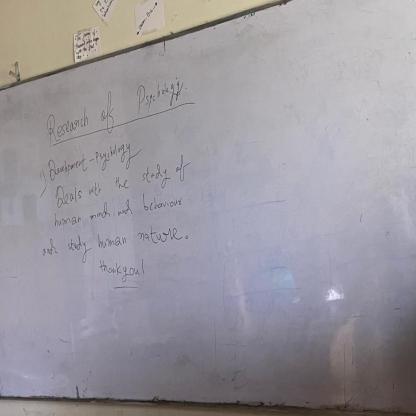 Research of Psychology.
1) Development-Psychology
Deals with the study of
human mind and behaviour
and study human nature.
thankyou!